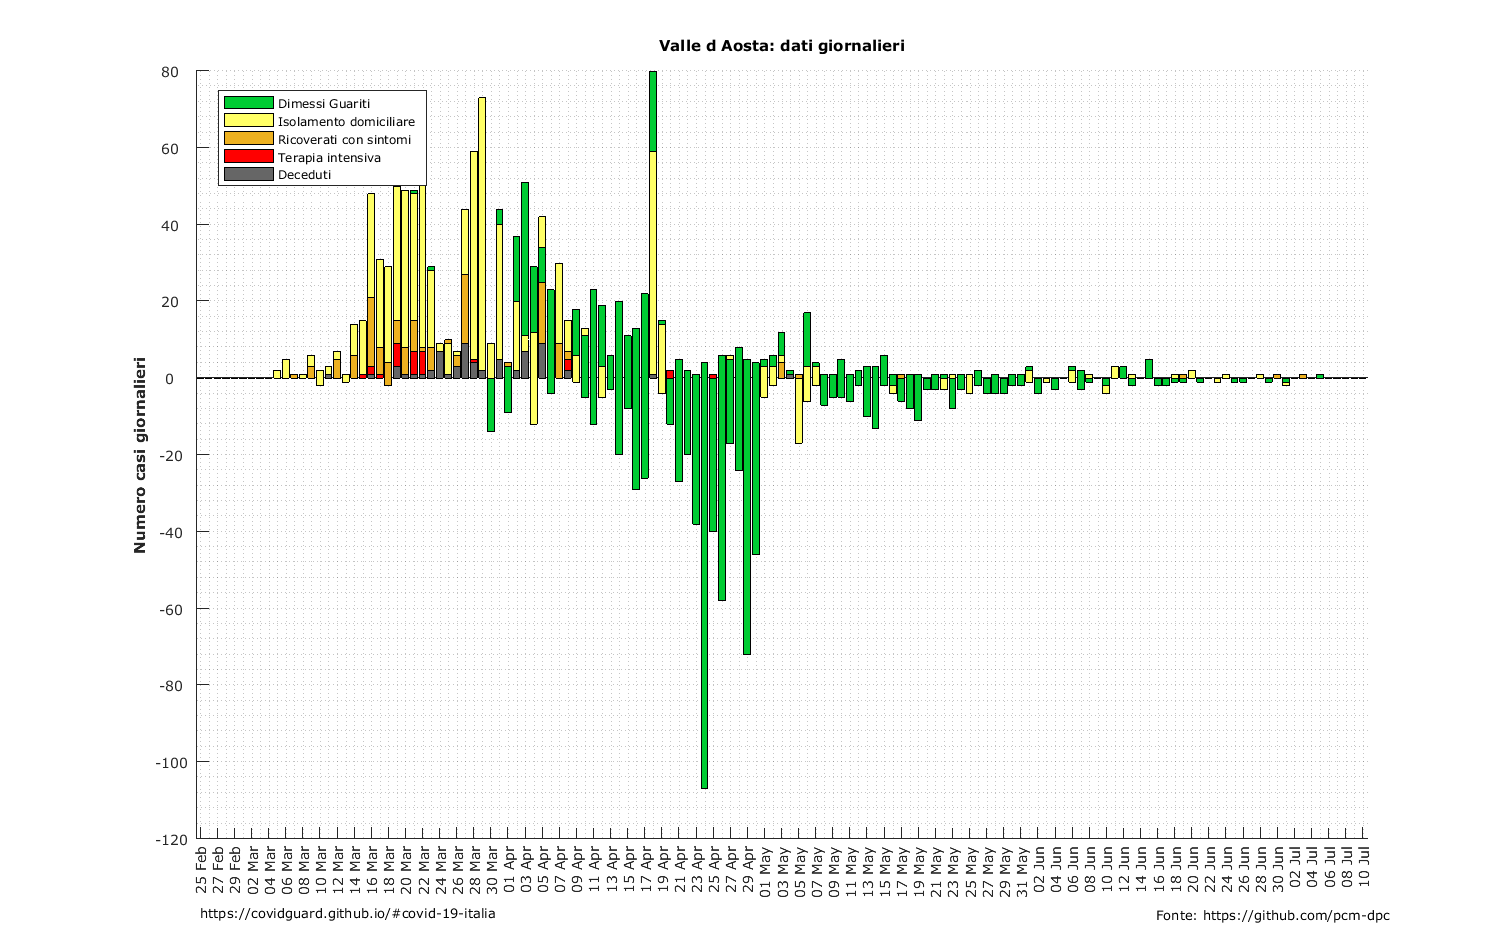 Valle d Aosta: dati giornalieri
80
60
40
20
0
-20
-40
-60
-80
-100
-120
Numero casi giornalieri
Dimessi Guariti
Isolamento domiciliare
Ricoverati con sintomi
Terapia intensiva
Deceduti
25 Feb
27 Feb
29 Feb
02 Mar
04 Mar
06 Mar
08 Mar
10 Mar
12 Mar
14 Mar
16 Mar
18 Mar
20 Mar
22 Mar
24 Mar
26 Mar
28 Mar
30 Mar
01 Apr
03 Apr
05 Apr
07 Apr
09 Apr
11 Apr
13 Apr
15 Apr
17 Apr
19 Apr
21 Apr
23 Apr
25 Apr
27 Apr
29 Apr
01 May
03 May
05 May
07 May
09 May
11 May
13 May
15 May
17 May
19 May
21 May
23 May
25 May
27 May
29 May
31 May
02 Jun
04 Jun
06 Jun
08 Jun
10 Jun
12 Jun
14 Jun
16 Jun
18 Jun
20 Jun
22 Jun
24 Jun
26 Jun
28 Jun
30 Jun
02 Jul
04 Jul
06 Jul
08 Jul
10 Jul
https://covidguard.github.io/#covid-19-italia
Fonte: https://github.com/pcm-dpc